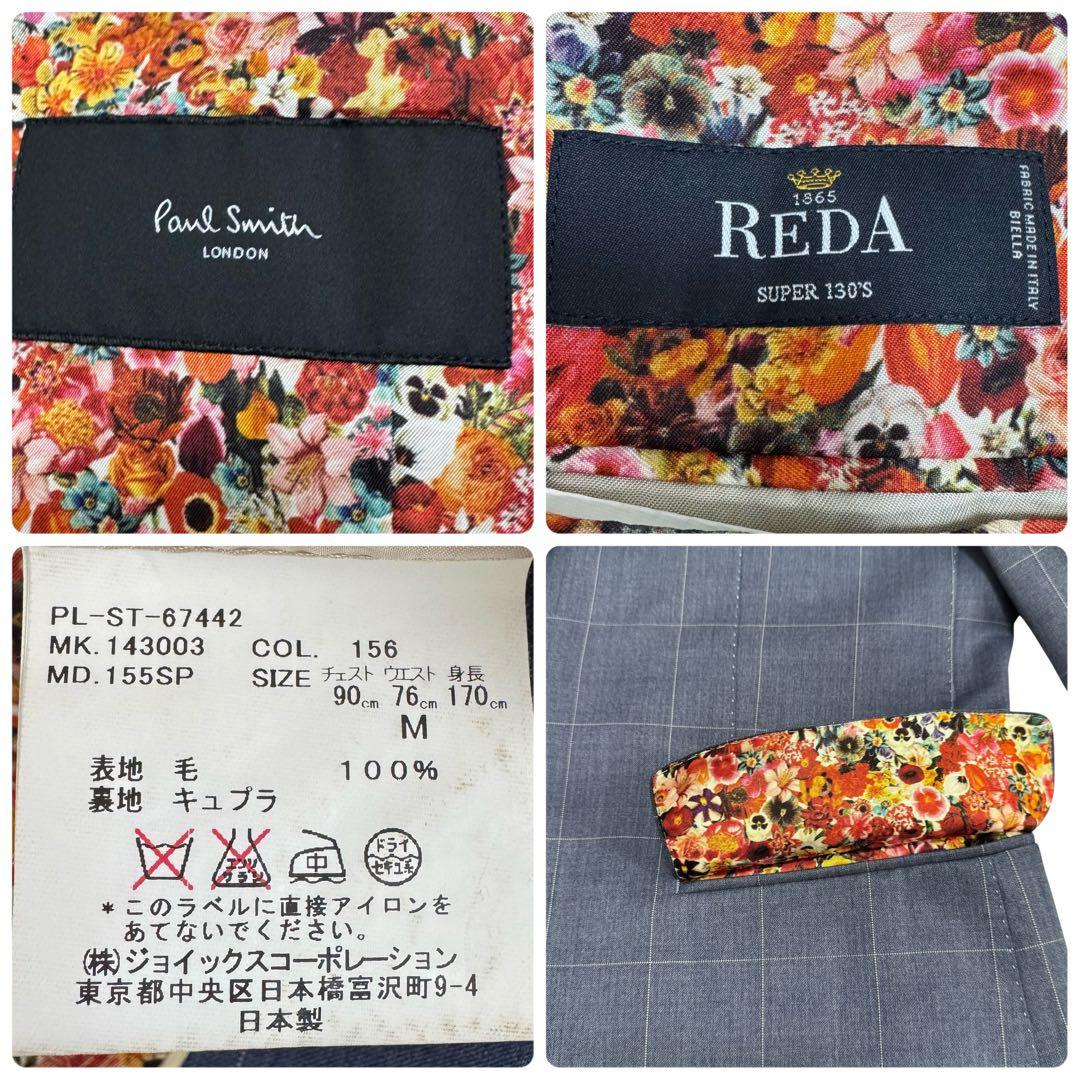 Paul Smith
LONDON
1865
REDA
SUPER 130'S
FABRIC MADE IN ITALY
BIELLA
PL-ST-67442
MK. 143003 COL. 156
MD. 155SP SIZE チェスト ウエスト 身長
90cm 76cm 170cm
M
表地 毛 100%
裏地 キュプラ
エンソ
サラシ
中
ドライ
セキユ系
*このラベルに直接アイロンを
あてないでください。
(株)ジョイックスコーポレーション
東京都中央区日本橋富沢町9-4
日本製